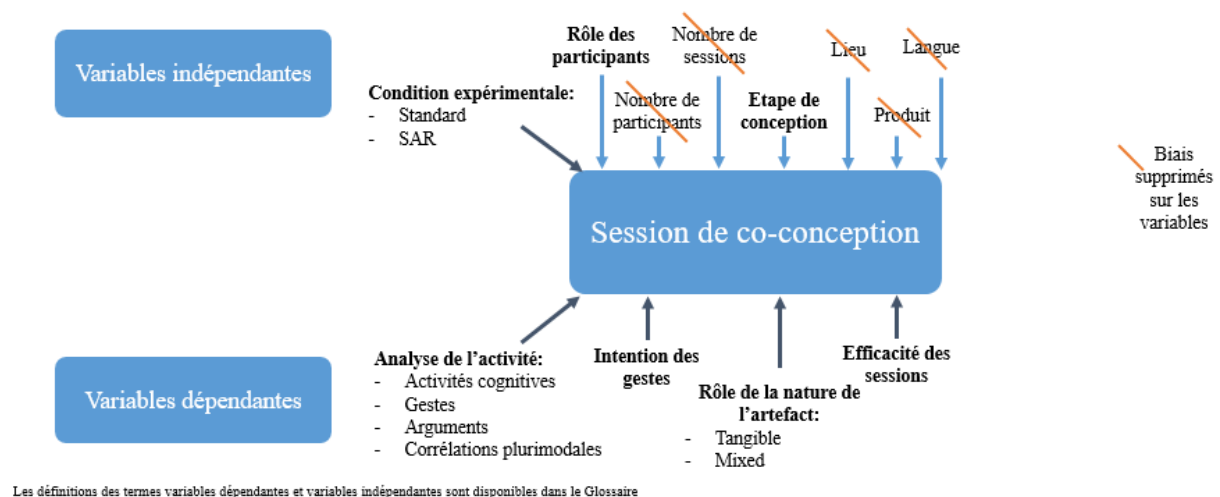 Variables indépendantes
Condition expérimentale:
- Standard
- SAR
Rôle des
participants
Nombre de
participants
Nombre de
sessions
Etape de
conception
Lieu
Produit
Langue
Session de co-conception
Biais
supprimés
sur les
variables
Variables dépendantes
Analyse de l’activité:
- Activités cognitives
- Gestes
- Arguments
- Corrélations plurimodales
Intention des
gestes
Rôle de la nature de
l’artefact:
- Tangible
- Mixed
Efficacité des
sessions
Les définitions des termes variables dépendantes et variables indépendantes sont disponibles dans le Glossaire